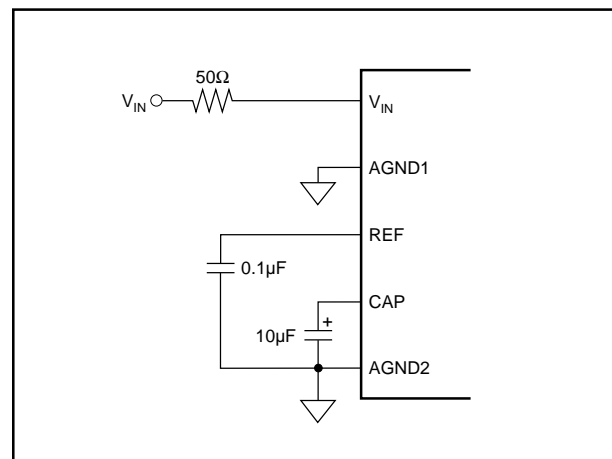 50Ω
V_IN
V_IN
AGND1
REF
0.1µF
CAP
+
10µF
AGND2